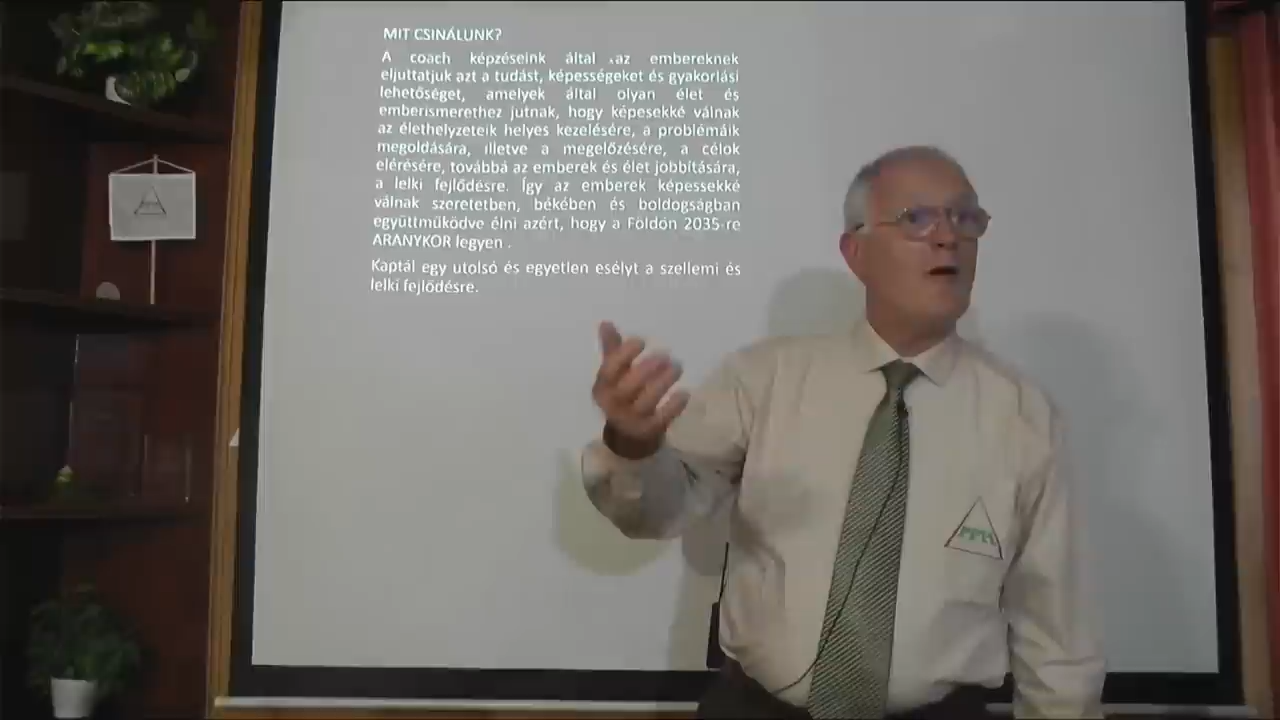 MIT CSINÁLUNK?
A coach képzéseink által az embereknek
eljuttatjuk azt a tudást, képességeket és gyakorlási
lehetőséget, amelyek által olyan élet és
emberismerethez jutnak, hogy képesekké válnak
az élethelyzeteik helyes kezelésére, a problémáik
megoldására, illetve a megelőzésére, a célok
elérésére, továbbá az emberek és élet jobbítására,
a lelki fejlődésre. Így az emberek képessekké
válnak szeretetben, békében és boldogságban
együttműködve élni azért, hogy a Földön 2035-re
ARANYKOR legyen .
Kaptál egy utolsó és egyetlen esélyt a szellemi és
lelki fejlődésre.